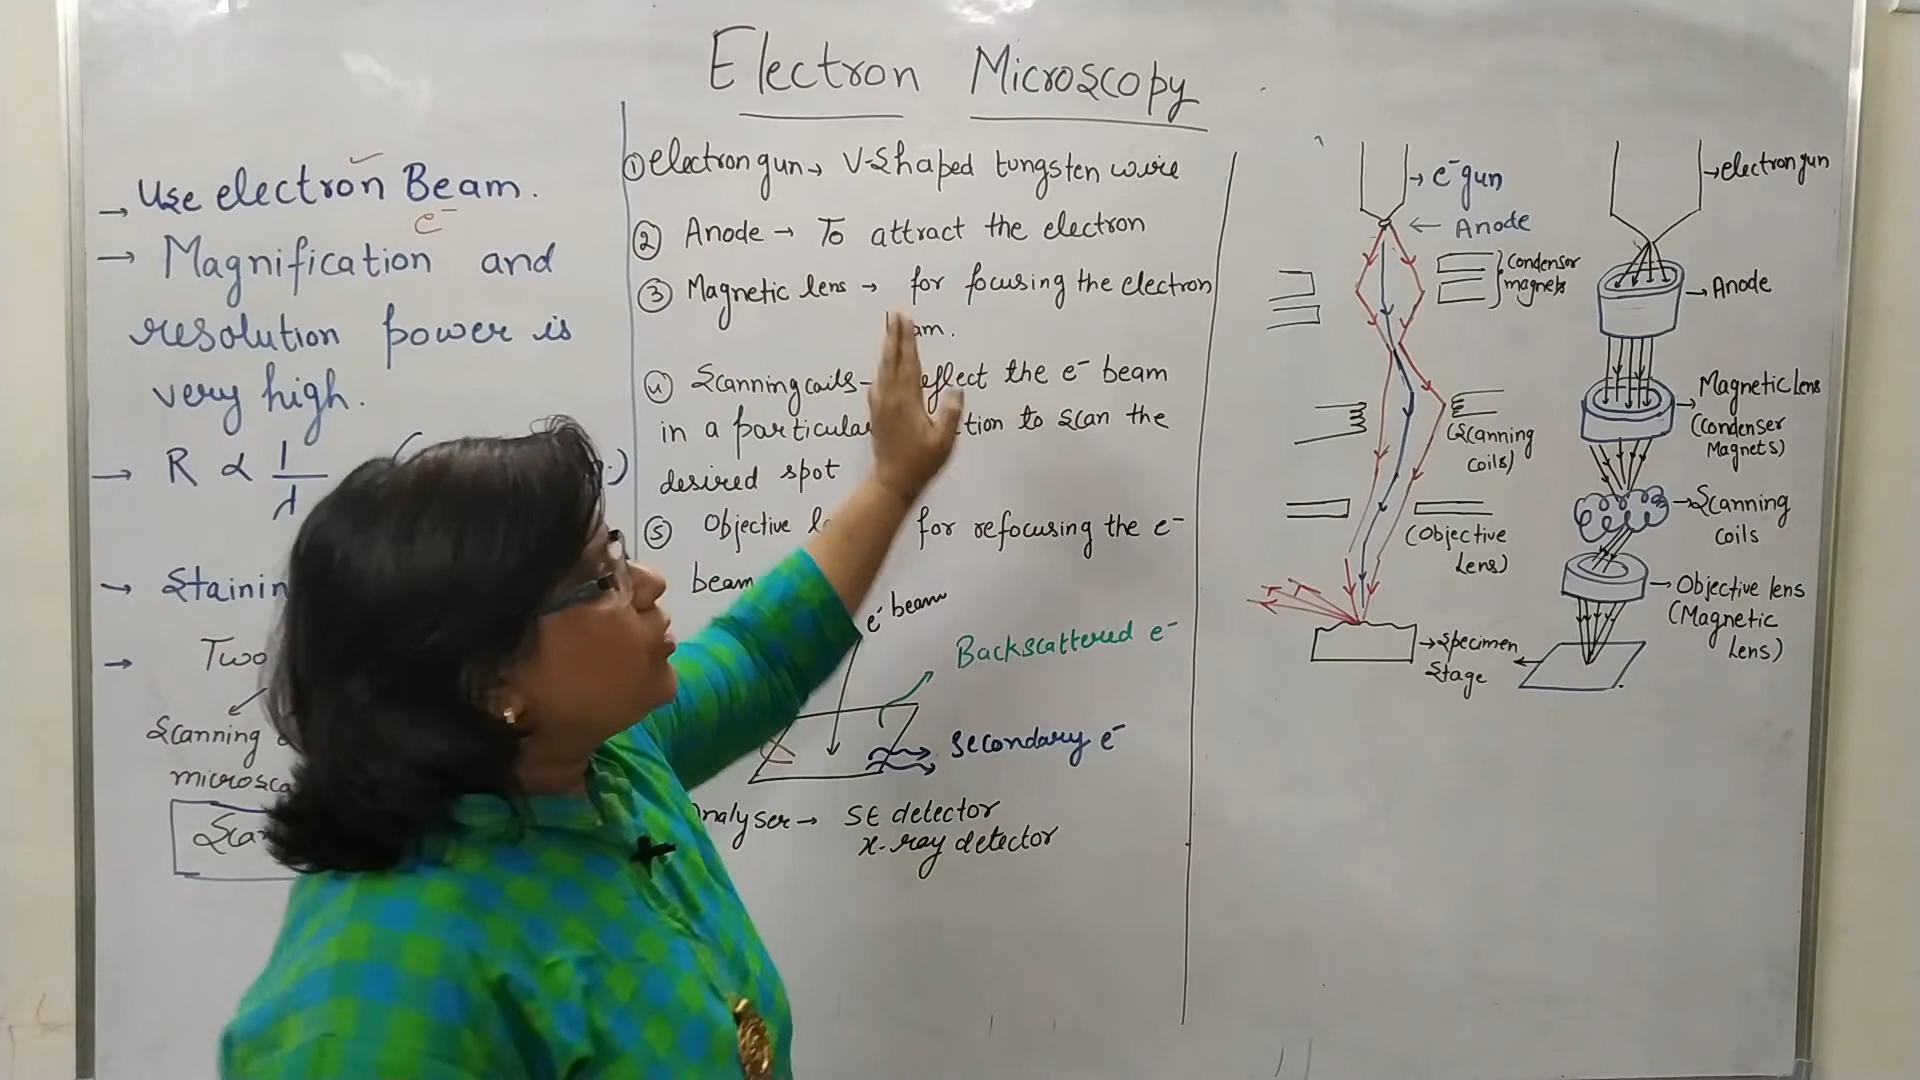 Electron Microscopy
→ Use electron Beam.
e⁻
→ Magnification and
resolution power is
very high.
→ R ∝ 1/λ ( .)
→
→ Two
Scanning
①electron gun→ V-Shaped tungsten wire
② Anode → To attract the electron
③ Magnetic lens → for focusing the electron
④ Scanning coils- the e⁻ beam
in a particular to scan the
desired spot
⑤ Objective for refocusing the e⁻
beam
e⁻ beam
Backscattered e⁻
Secondary e⁻
→ SE detector
x-ray detector
→ e⁻ gun
← Anode
Condensor
magnets
(Scanning
coils)
(Objective
Lens)
→ Specimen
Stage
→electron gun
→Anode
Magnetic Lens
(Condenser
Magnets)
→Scanning
coils
→ Objective lens
(Magnetic
Lens)